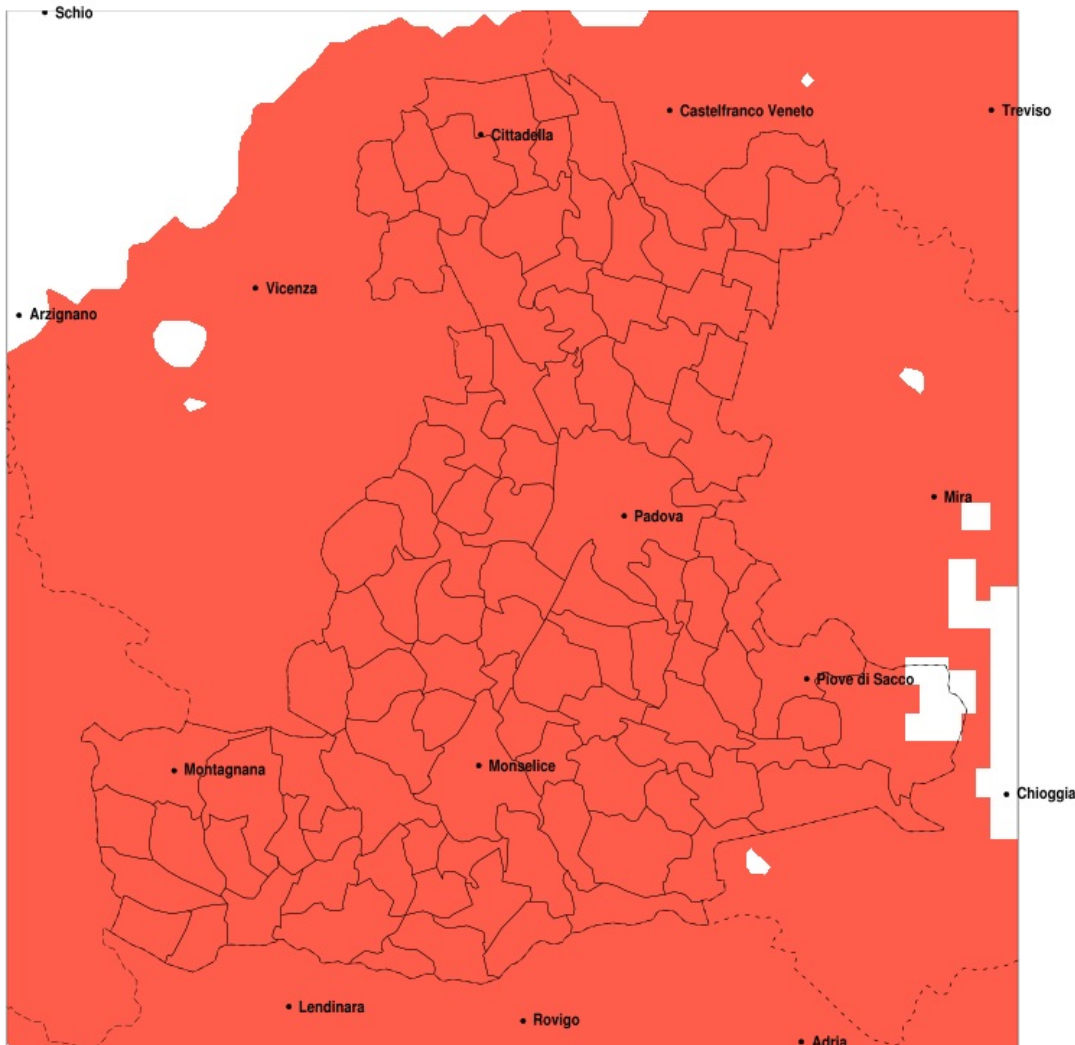 Schio
Castelfranco Veneto
Treviso
Cittadella
Vicenza
Arzignano
Mira
Padova
Piove di Sacco
Monselice
Montagnana
Chioggia
Lendinara
Rovigo
Adria